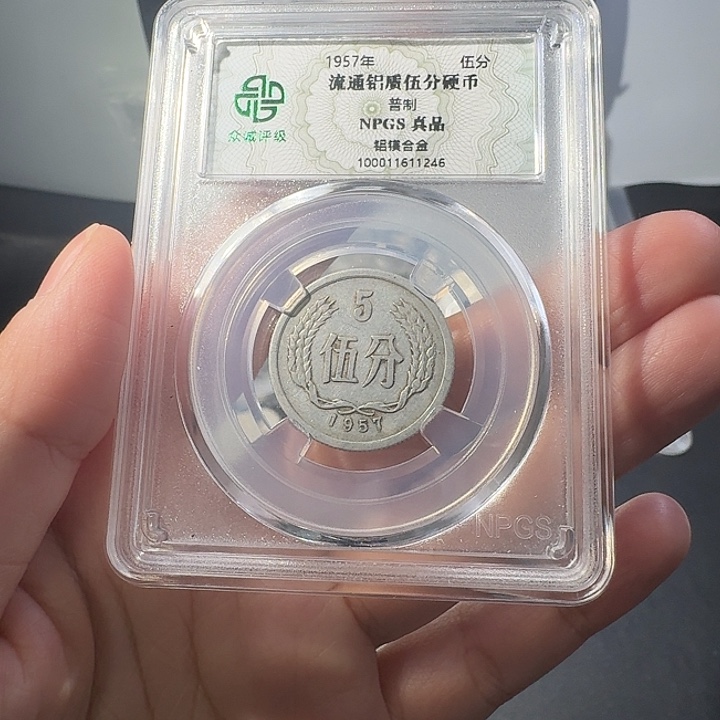 1957年 伍分
流通铝质伍分硬币
普制
NPGS 真品
铝镁合金
100011611246
众诚评级
5
伍分
1957
NPGS